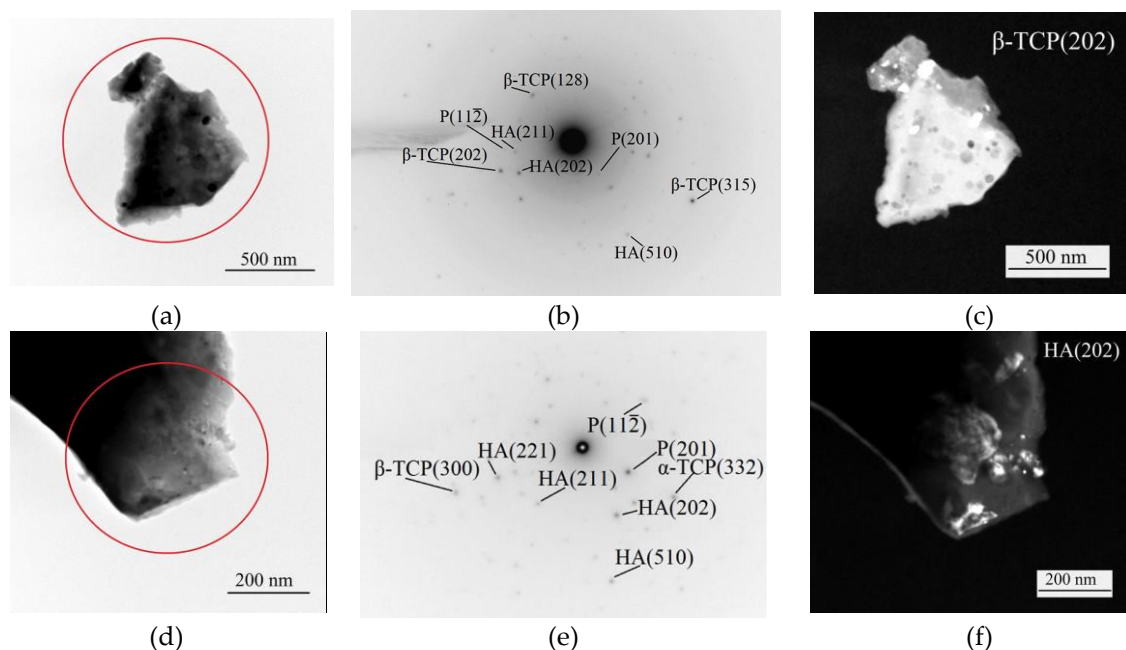 500 nm
β-TCP(128)
P(112̅)
HA(211)
P(201)
β-TCP(202)
HA(202)
β-TCP(315)
HA(510)
β-TCP(202)
500 nm
(a)
(b)
(c)
200 nm
P(112̅)
HA(221)
P(201)
β-TCP(300)
α-TCP(332)
HA(211)
HA(202)
HA(510)
HA(202)
200 nm
(d)
(e)
(f)